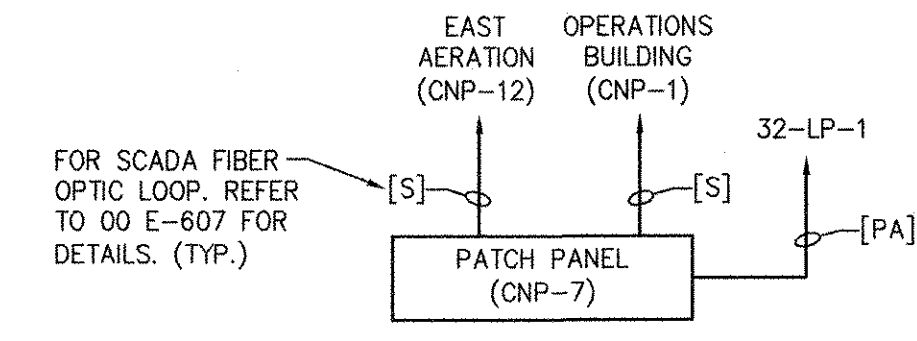 EAST
AERATION
(CNP-12)
OPERATIONS
BUILDING
(CNP-1)
32-LP-1
FOR SCADA FIBER
OPTIC LOOP. REFER
TO 00 E-607 FOR
DETAILS. (TYP.)
[S]
[S]
[PA]
PATCH PANEL
(CNP-7)